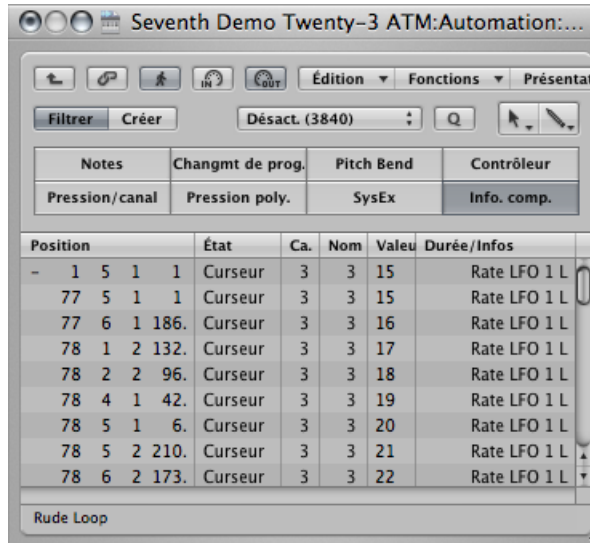 Seventh Demo Twenty-3 ATM:Automation:...
IN OUT Édition Fonctions Présentat
Filtrer Créer Désact. (3840) Q
Notes Changmt de prog. Pitch Bend Contrôleur
Pression/canal Pression poly. SysEx Info. comp.
Position État Ca. Nom Valeu Durée/Infos
– 1 5 1 1 Curseur 3 3 15 Rate LFO 1 L
77 5 1 1 Curseur 3 3 15 Rate LFO 1 L
77 6 1 186. Curseur 3 3 16 Rate LFO 1 L
78 1 2 132. Curseur 3 3 17 Rate LFO 1 L
78 2 2 96. Curseur 3 3 18 Rate LFO 1 L
78 4 1 42. Curseur 3 3 19 Rate LFO 1 L
78 5 1 6. Curseur 3 3 20 Rate LFO 1 L
78 5 2 210. Curseur 3 3 21 Rate LFO 1 L
78 6 2 173. Curseur 3 3 22 Rate LFO 1 L
Rude Loop